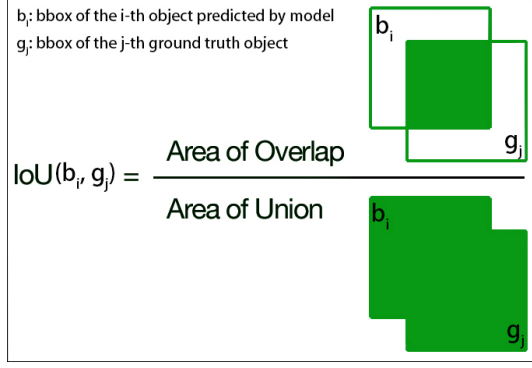 bᵢ: bbox of the i-th object predicted by model
gⱼ: bbox of the j-th ground truth object
bᵢ
gⱼ
IoU(bᵢ, gⱼ) =
Area of Overlap
Area of Union
bᵢ
gⱼ